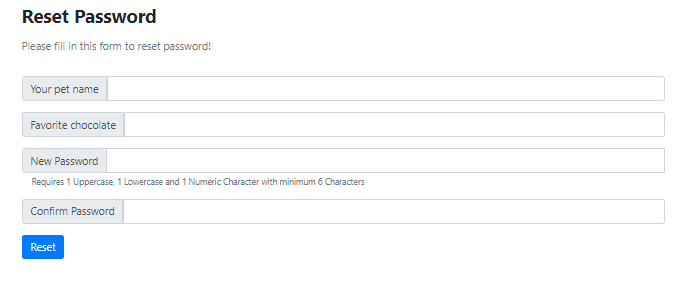 Reset Password
Please fill in this form to reset password!
Your pet name
Favorite chocolate
New Password
Requires 1 Uppercase, 1 Lowercase and 1 Numeric Character with minimum 6 Characters
Confirm Password
Reset